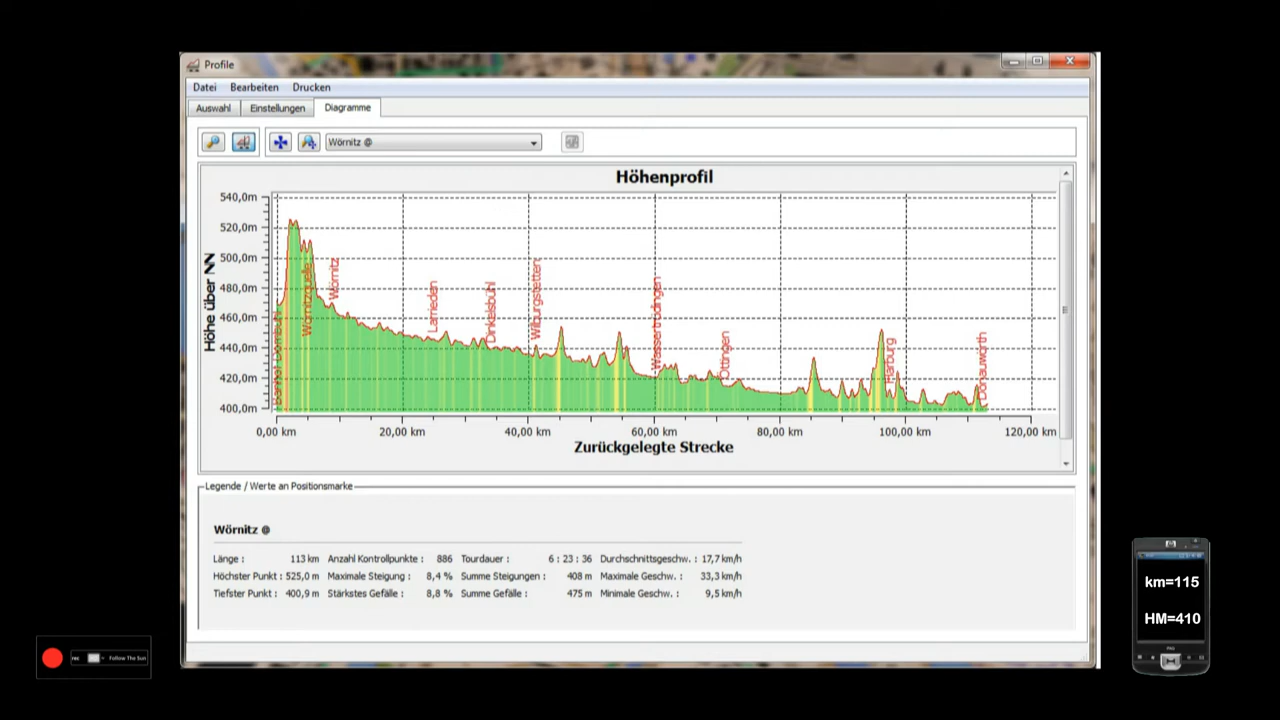 Profile
Datei Bearbeiten Drucken
Auswahl Einstellungen Diagramme
Wörnitz @
Höhenprofil
540,0m
520,0m
500,0m
480,0m
460,0m
440,0m
420,0m
400,0m
Höhe über NN
Wörnitzquelle
Wörnitz
Larrieden
Dinkelsbühl
Wilburgstetten
Wassertrüdingen
Öttingen
Harburg
Donauwörth
0,00 km 20,00 km 40,00 km 60,00 km 80,00 km 100,00 km 120,00 km
Zurückgelegte Strecke
Legende / Werte an Positionsmarke
Wörnitz @
Länge : 113 km Anzahl Kontrollpunkte : 886 Tourdauer : 6 : 23 : 36 Durchschnittsgeschw. : 17,7 km/h
Höchster Punkt : 525,0 m Maximale Steigung : 8,4 % Summe Steigungen : 408 m Maximale Geschw. : 33,3 km/h
Tiefster Punkt : 400,9 m Stärkstes Gefälle : 8,8 % Summe Gefälle : 475 m Minimale Geschw. : 9,5 km/h
km=115
HM=410
rec Follow The Sun